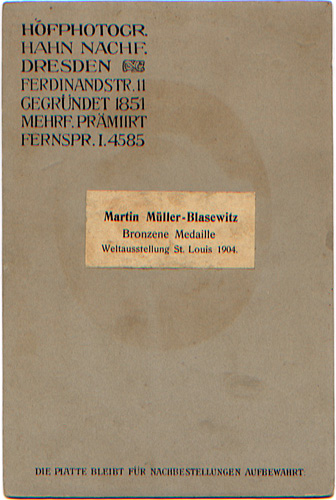 HOFPHOTOGR.
HAHN NACHF.
DRESDEN
FERDINANDSTR. 11
GEGRÜNDET 1851
MEHRF. PRÄMIIRT
FERNSPR. I. 4585
Martin Müller-Blasewitz
Bronzene Medaille
Weltausstellung St. Louis 1904.
DIE PLATTE BLEIBT FÜR NACHBESTELLUNGEN AUFBEWAHRT.